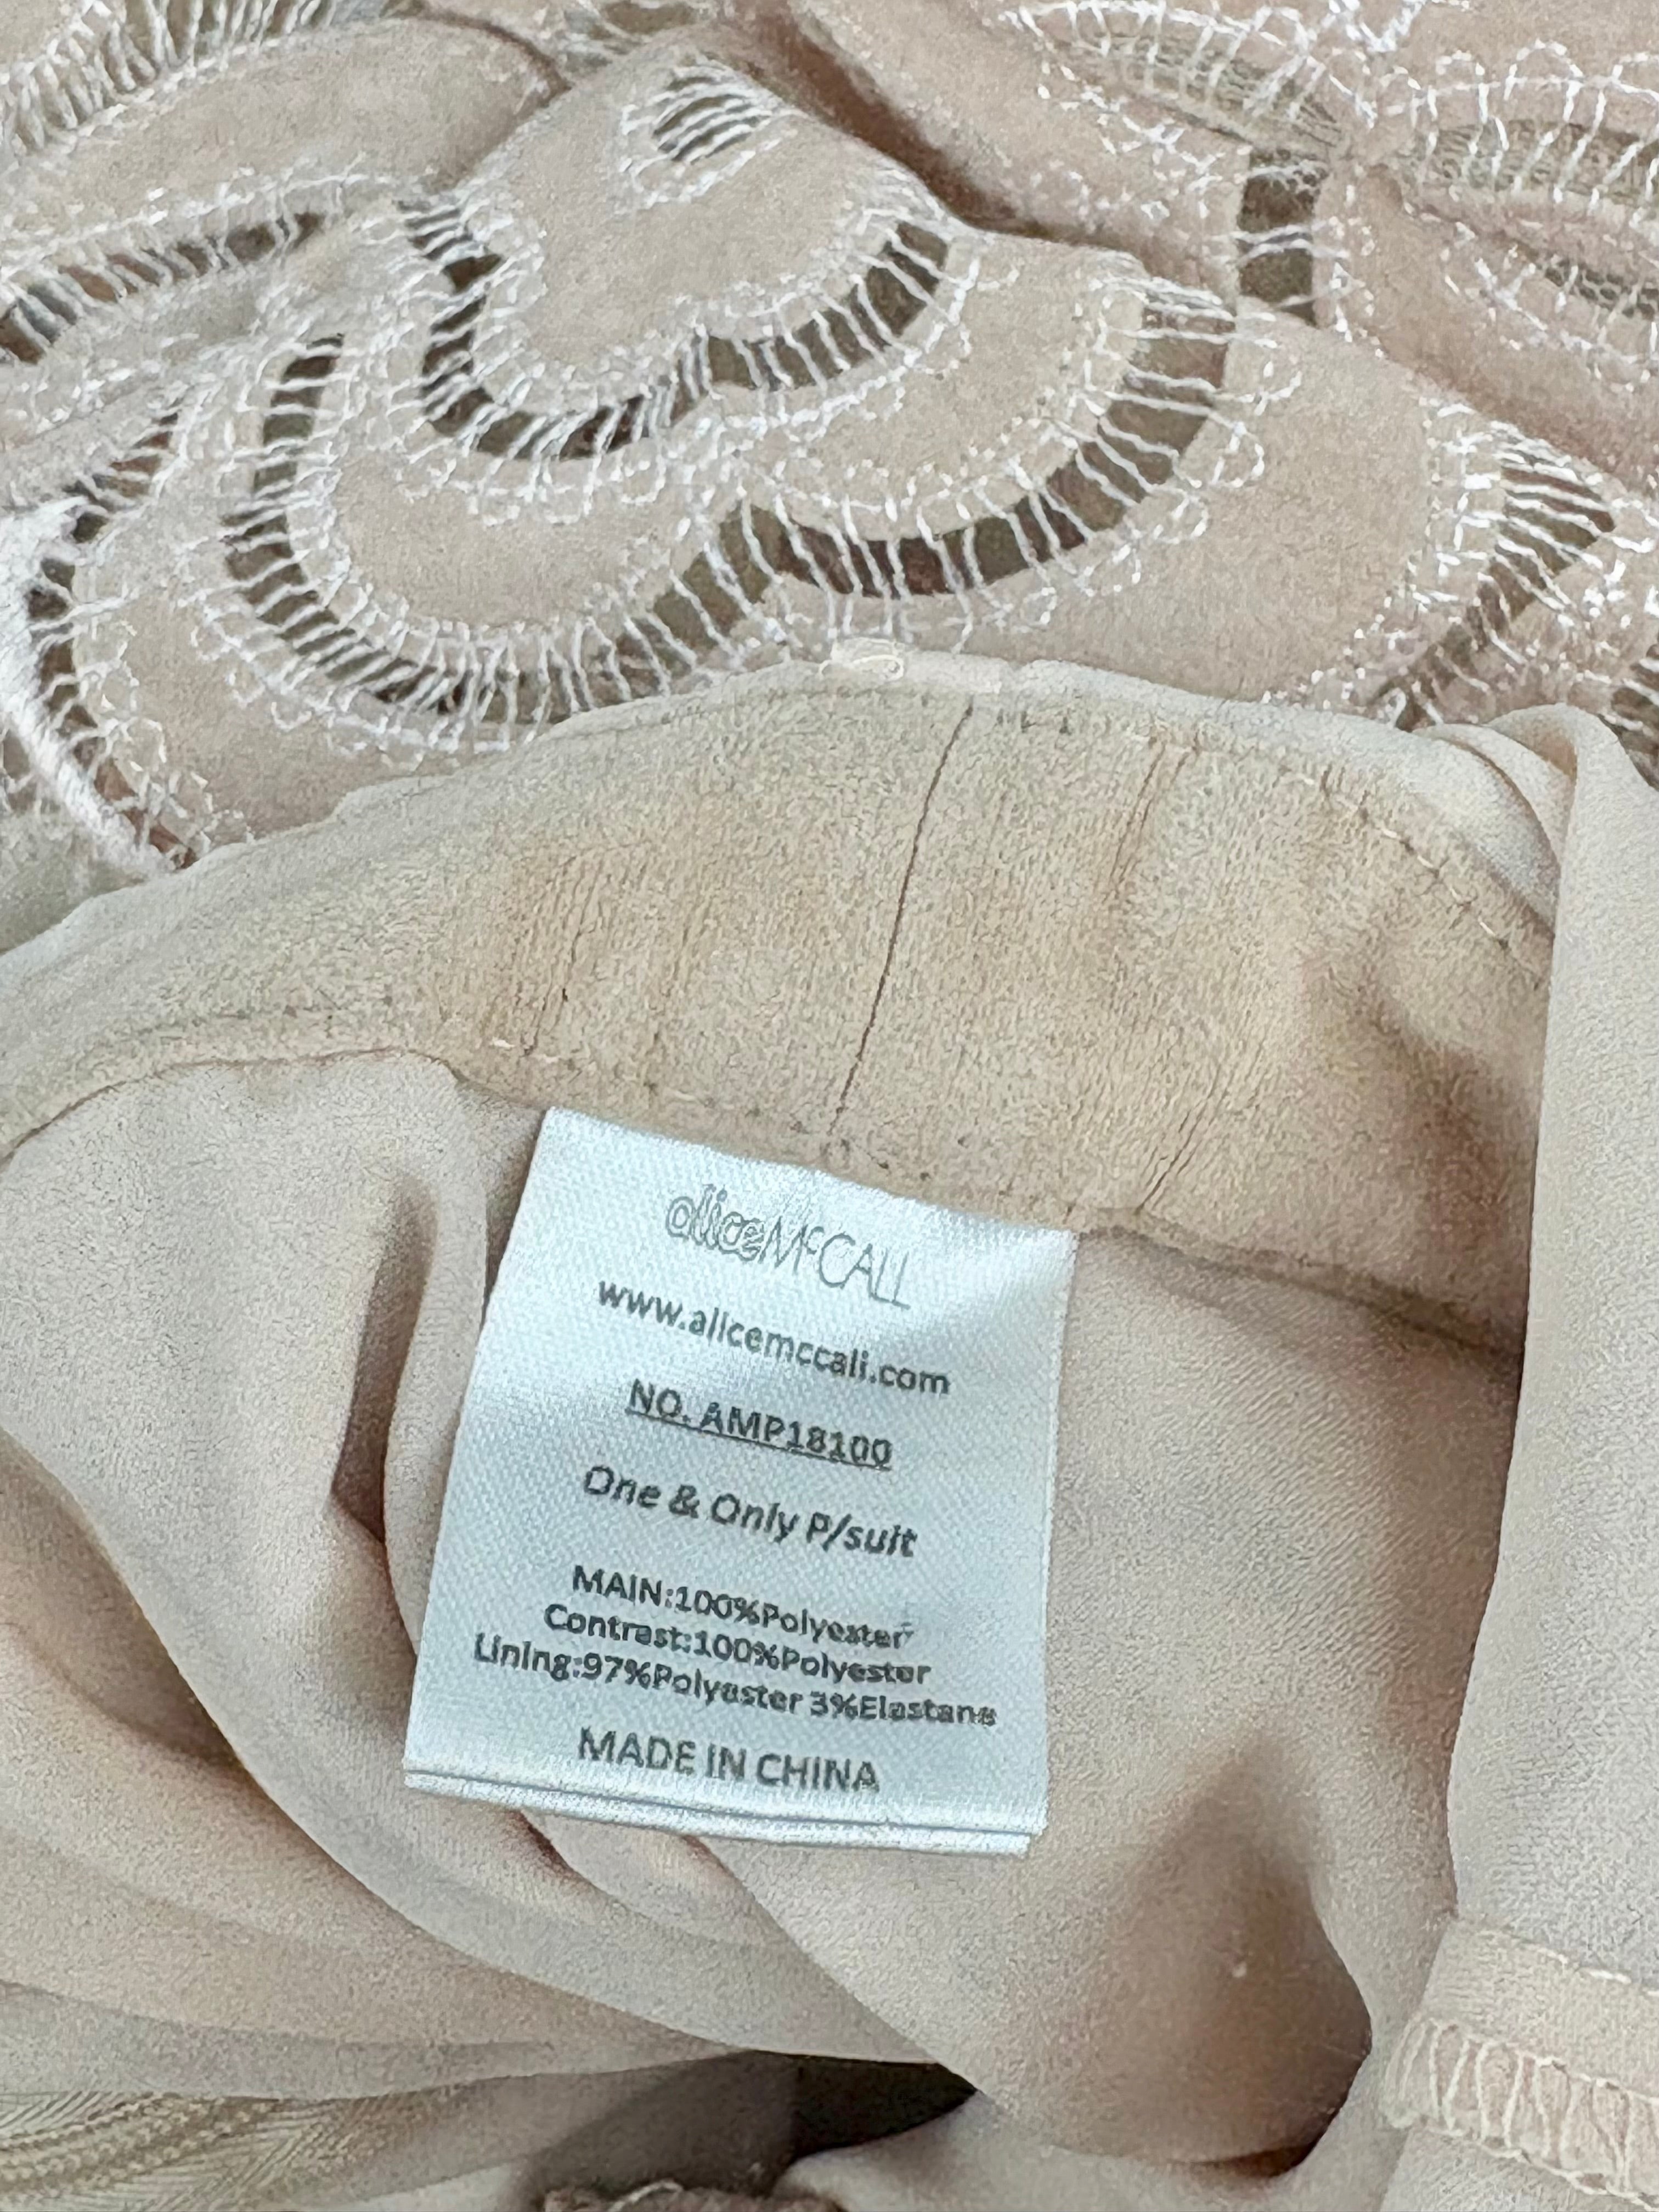 aliceMcCALL
www.alicemccall.com
NO. AMP18100
One & Only P/suit
MAIN:100%Polyester
Contrast:100%Polyester
Lining:97%Polyester 3%Elastane
MADE IN CHINA